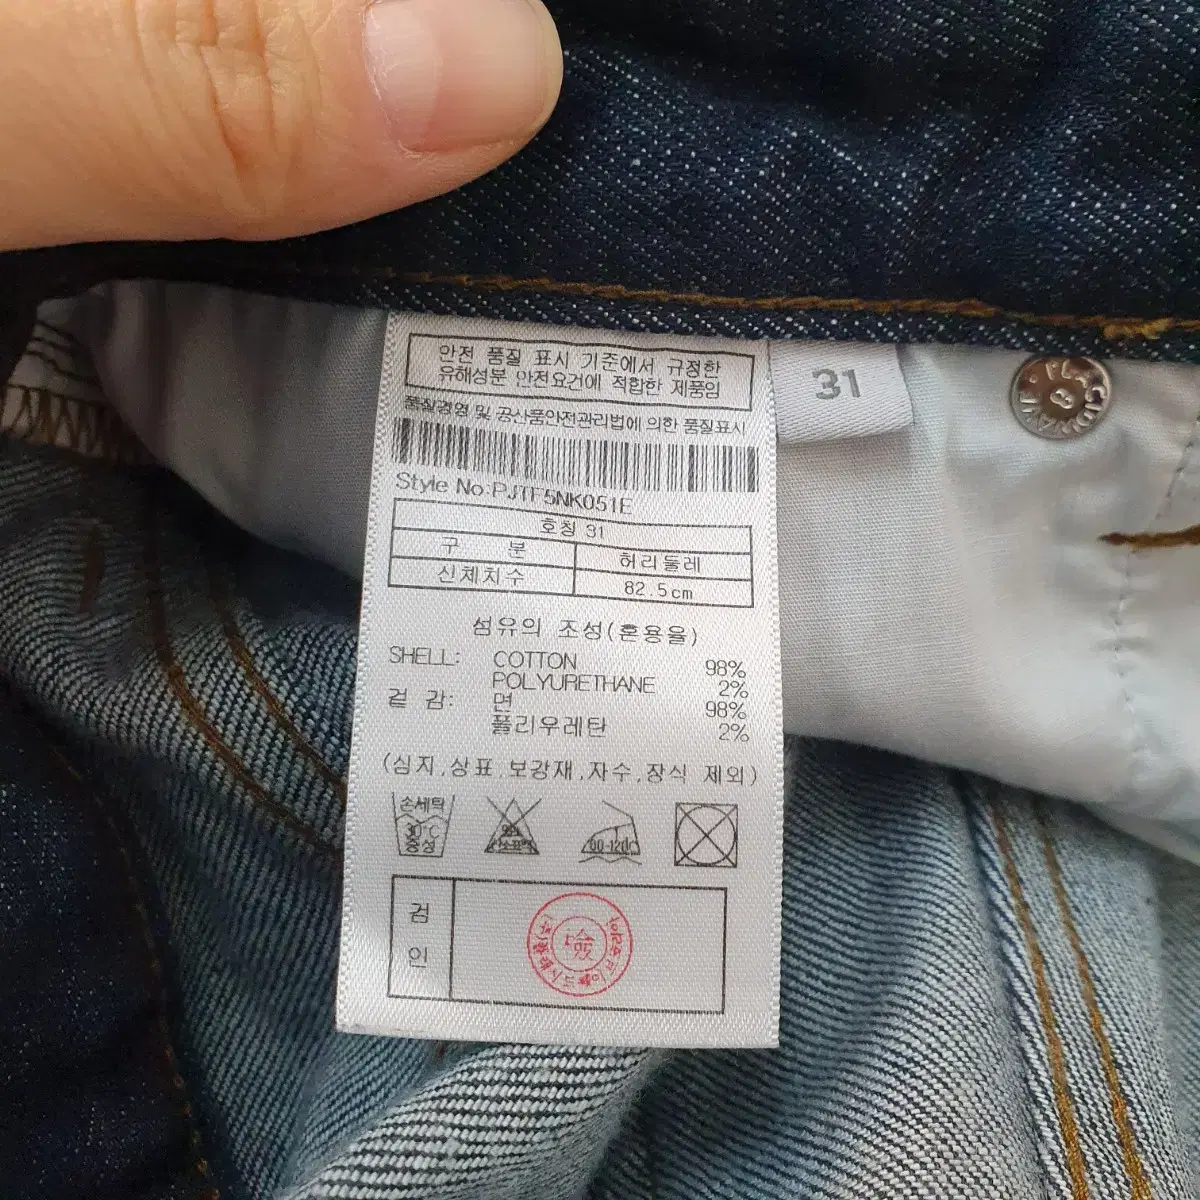 안전 품질 표시 기준에서 규정한
유해성분 안전요건에 적합한 제품임
품질경영 및 공산품안전관리법에 의한 품질표시
31
Style No:PJTF5NK051E
호칭 31
구 분 허리둘레
신체치수 82.5cm
섬유의 조성(혼용율)
SHELL: COTTON 98%
POLYURETHANE 2%
겉 감: 면 98%
폴리우레탄 2%
(심지,상표,보강재,자수,장식 제외)
손세탁
30°C
중성
검
인
檢